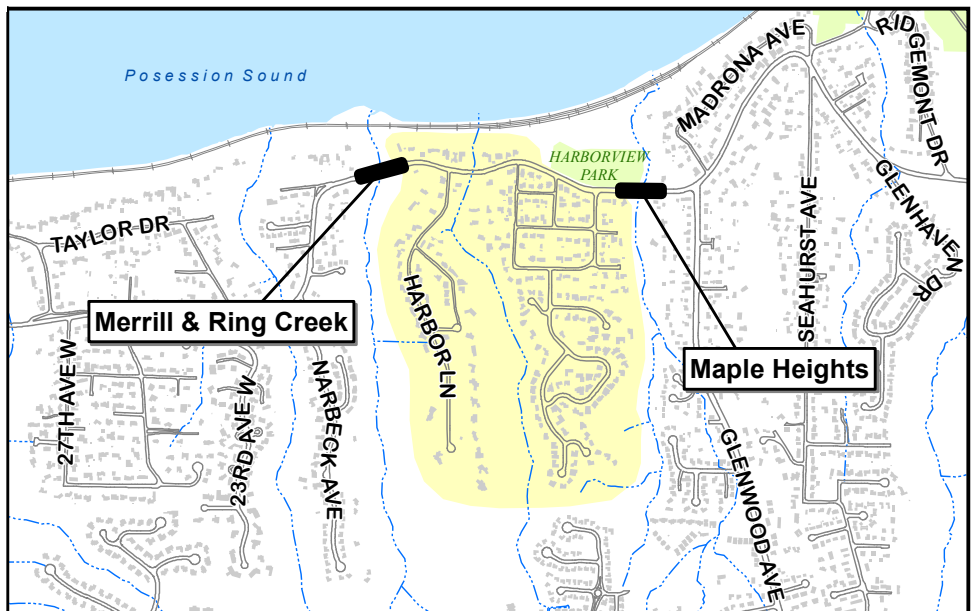 Posession Sound
MADRONA AVE
RIDGEMONT DR
HARBORVIEW
PARK
GLENHAVEN DR
TAYLOR DR
SEAHURST AVE
HARBOR LN
Merrill & Ring Creek
Maple Heights
27TH AVE W
23RD AVE W
NARBECK AVE
GLENWOOD AVE